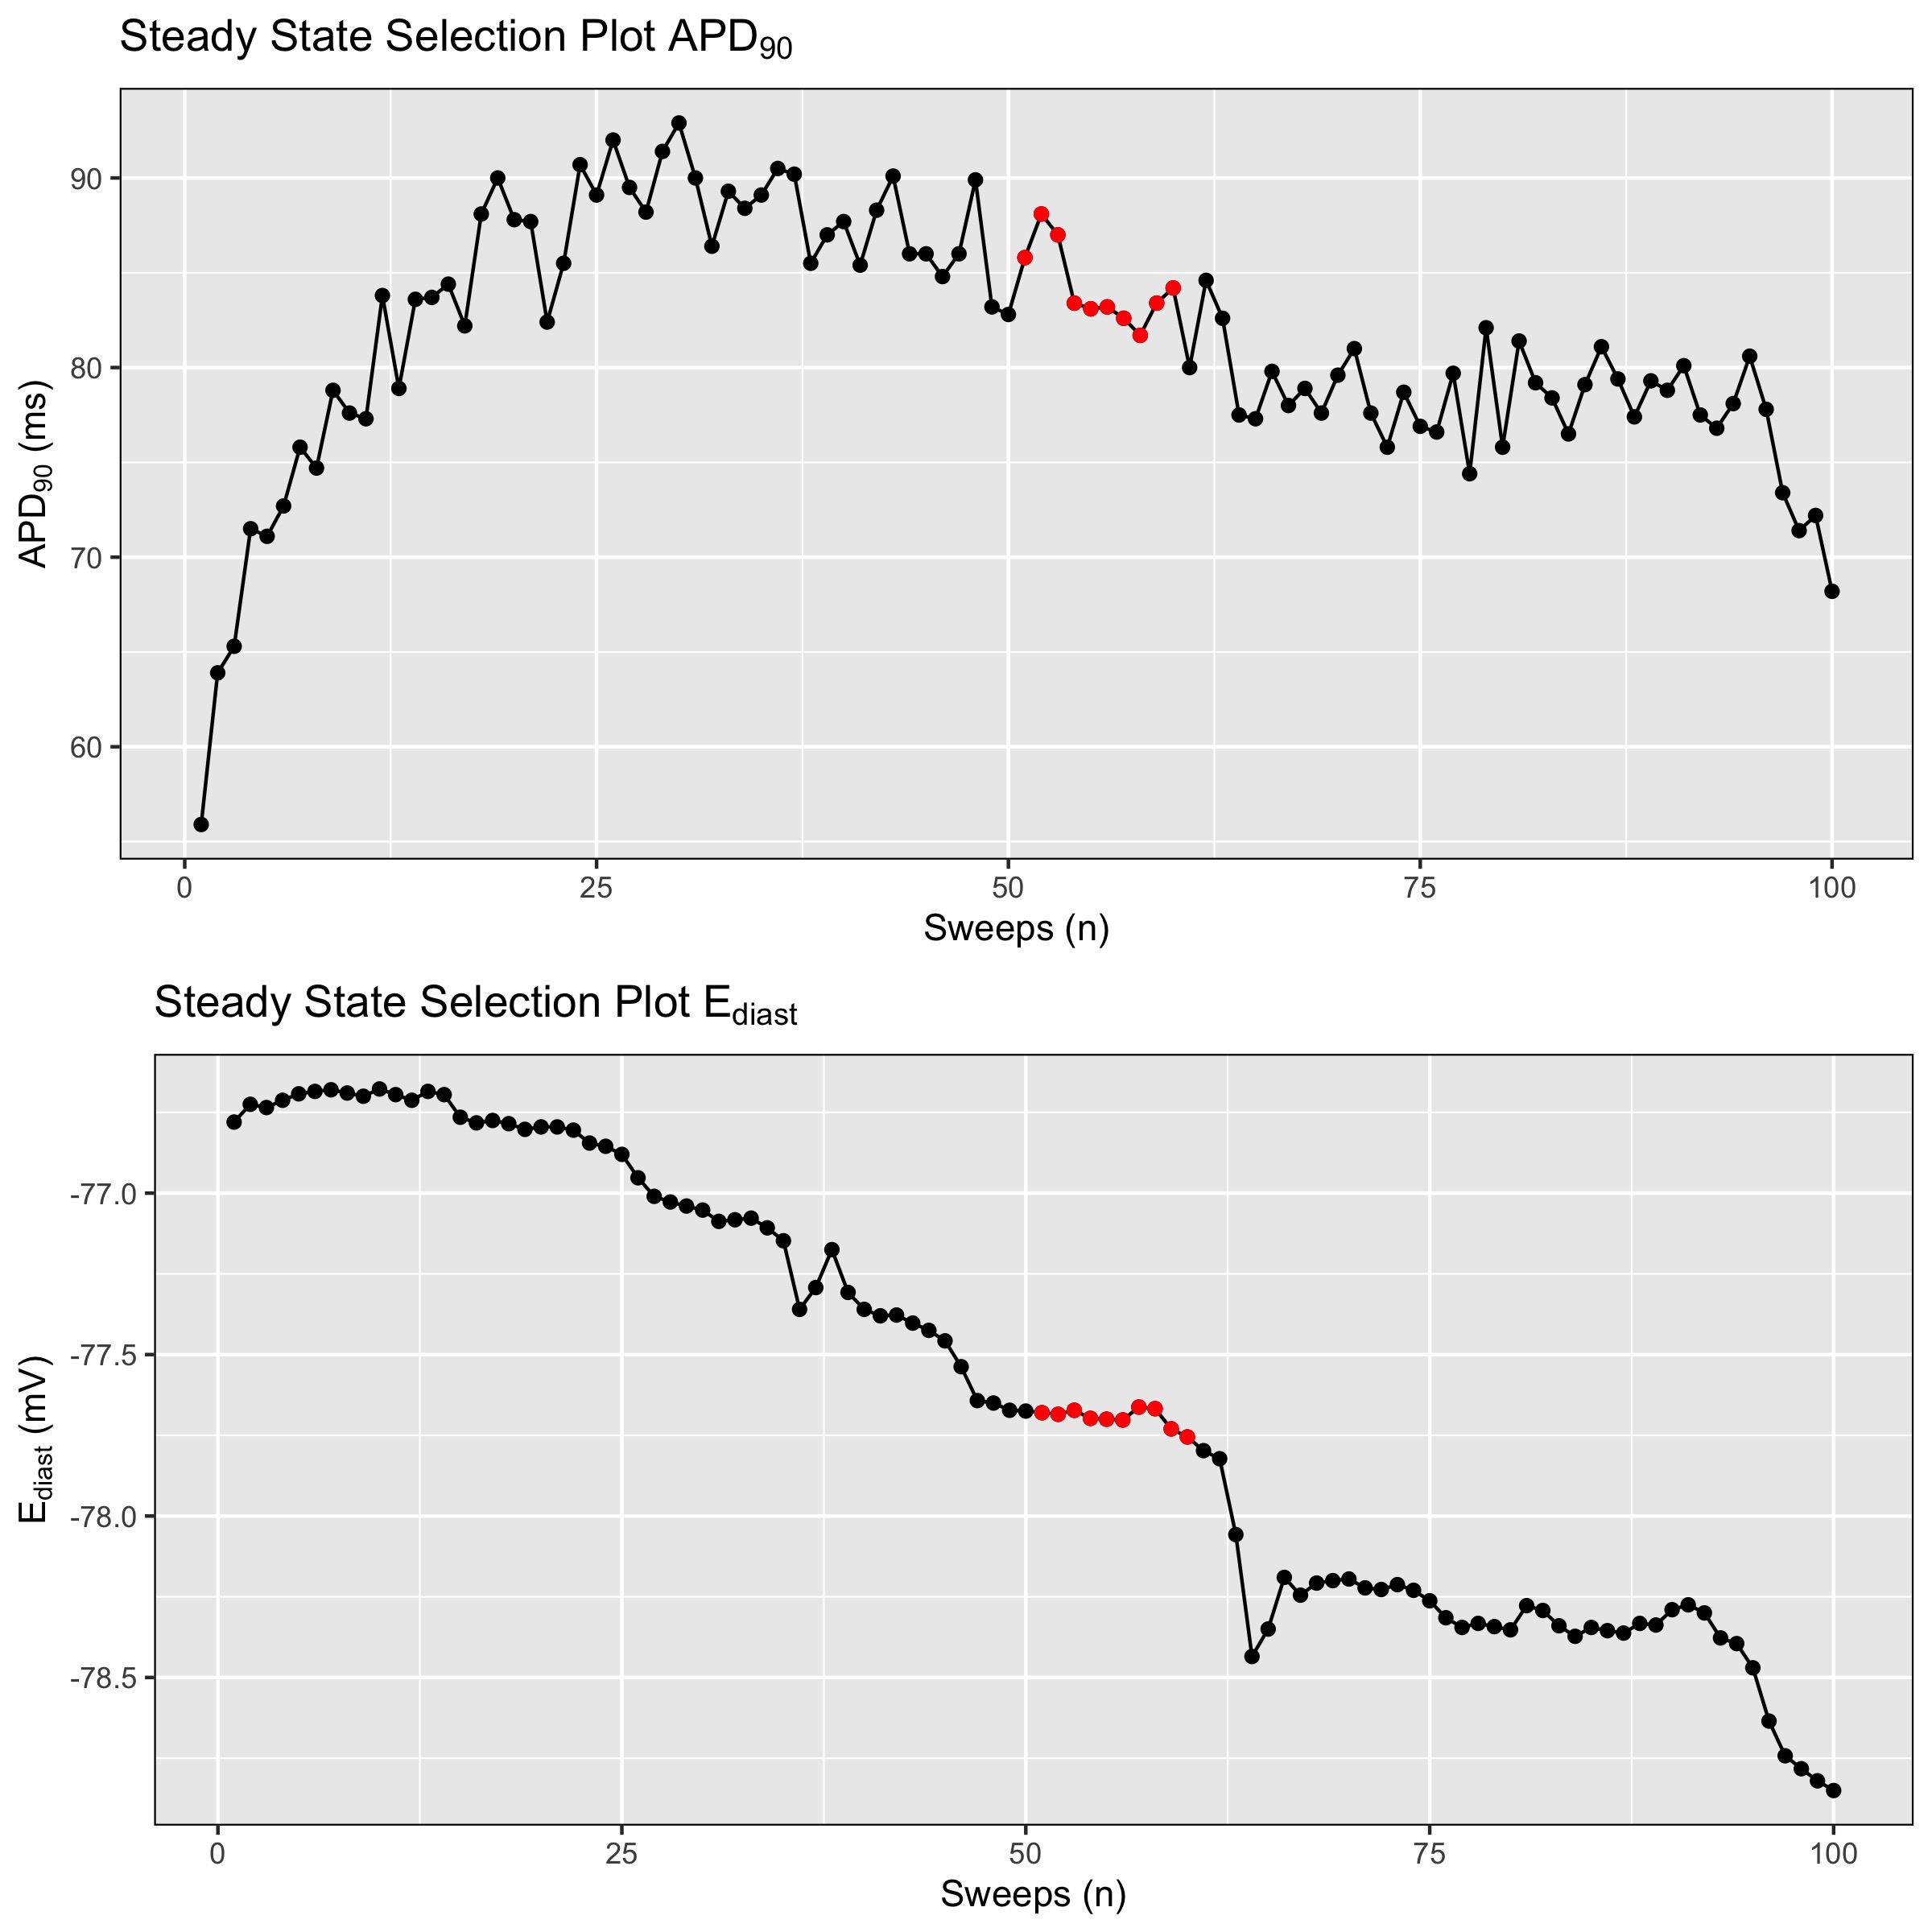 Steady State Selection Plot APD90
90
80
70
60
APD90 (ms)
0 25 50 75 100
Sweeps (n)
Steady State Selection Plot Ediast
-77.0
-77.5
-78.0
-78.5
Ediast (mV)
0 25 50 75 100
Sweeps (n)